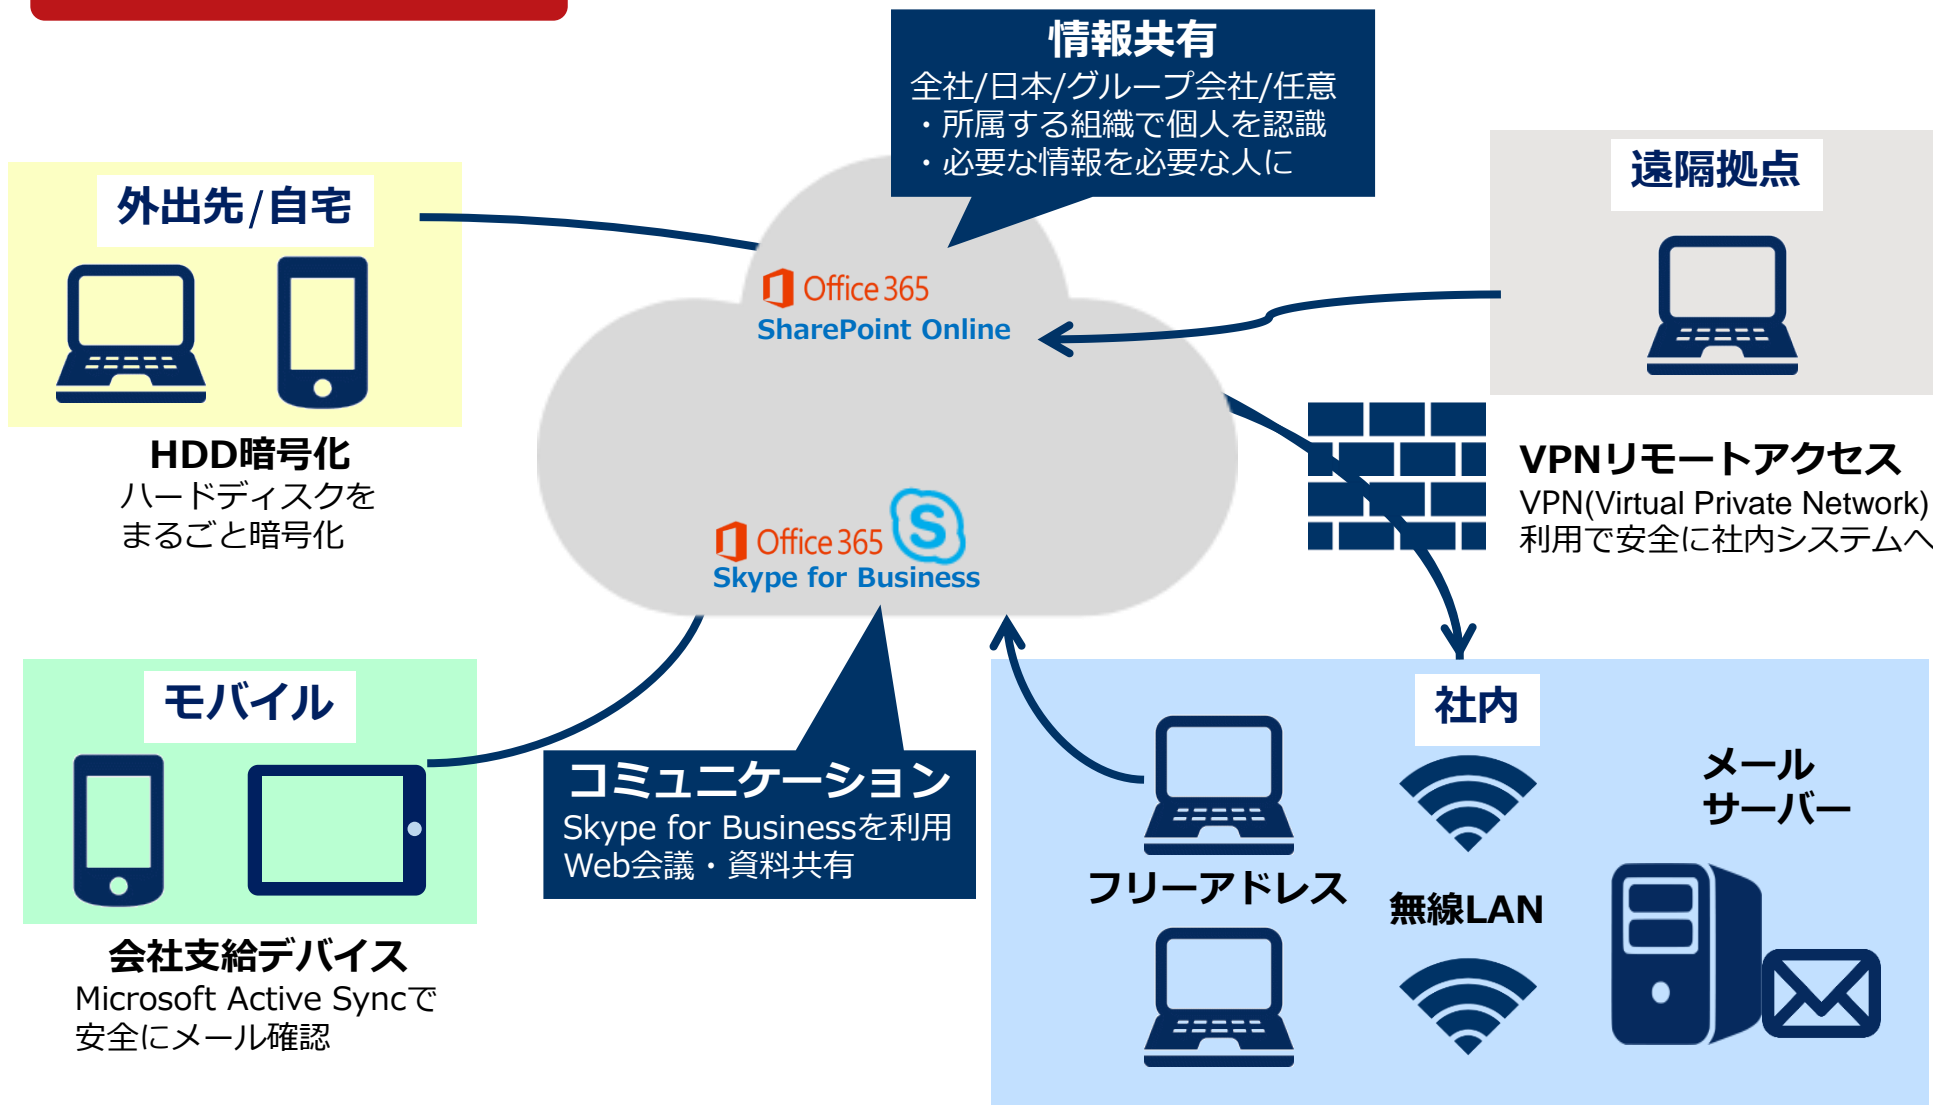 情報共有
全社/日本/グループ会社/任意
・所属する組織で個人を認識
・必要な情報を必要な人に
外出先/自宅
遠隔拠点
Office 365
SharePoint Online
HDD暗号化
ハードディスクを
まるごと暗号化
VPNリモートアクセス
VPN(Virtual Private Network)
利用で安全に社内システムへ
Office 365
S
Skype for Business
モバイル
社内
コミュニケーション
Skype for Businessを利用
Web会議・資料共有
メール
サーバー
フリーアドレス
無線LAN
会社支給デバイス
Microsoft Active Syncで
安全にメール確認